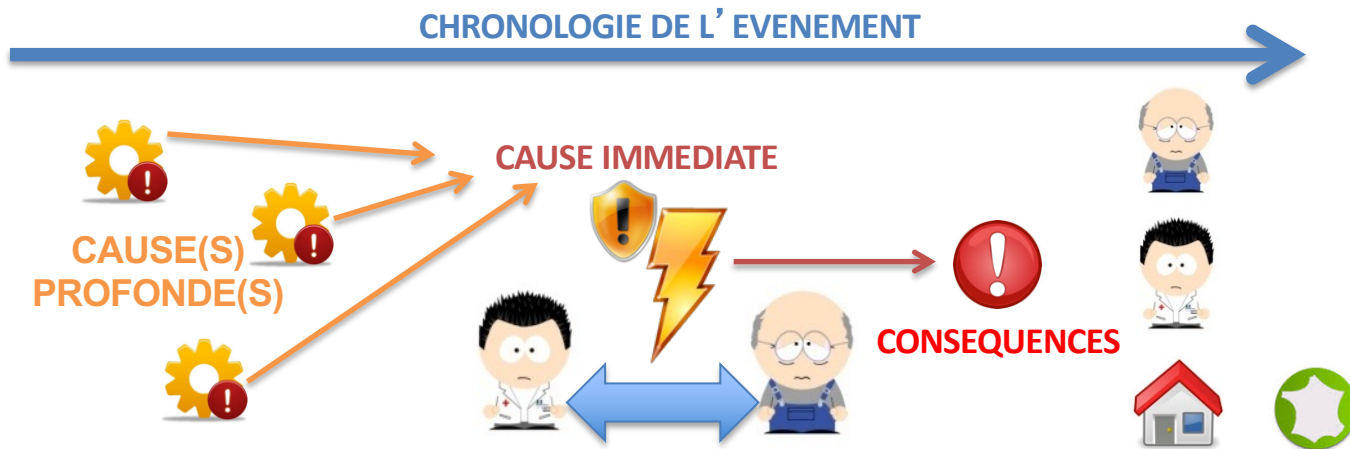 CHRONOLOGIE DE L’ EVENEMENT
CAUSE IMMEDIATE
CAUSE(S)
PROFONDE(S)
CONSEQUENCES